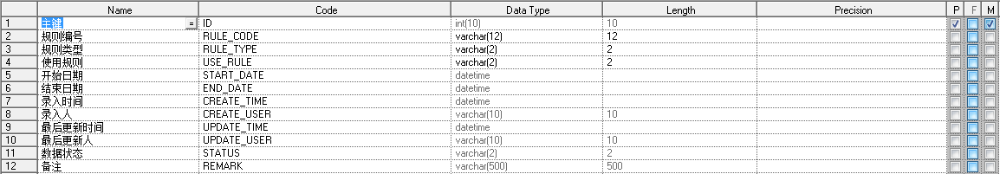 Name Code Data Type Length Precision P F M
1 主键 = ID int(10) 10
2 规则编号 RULE_CODE varchar(12) 12
3 规则类型 RULE_TYPE varchar(2) 2
4 使用规则 USE_RULE varchar(2) 2
5 开始日期 START_DATE datetime
6 结束日期 END_DATE datetime
7 录入时间 CREATE_TIME datetime
8 录入人 CREATE_USER varchar(10) 10
9 最后更新时间 UPDATE_TIME datetime
10 最后更新人 UPDATE_USER varchar(10) 10
11 数据状态 STATUS varchar(2) 2
12 备注 REMARK varchar(500) 500